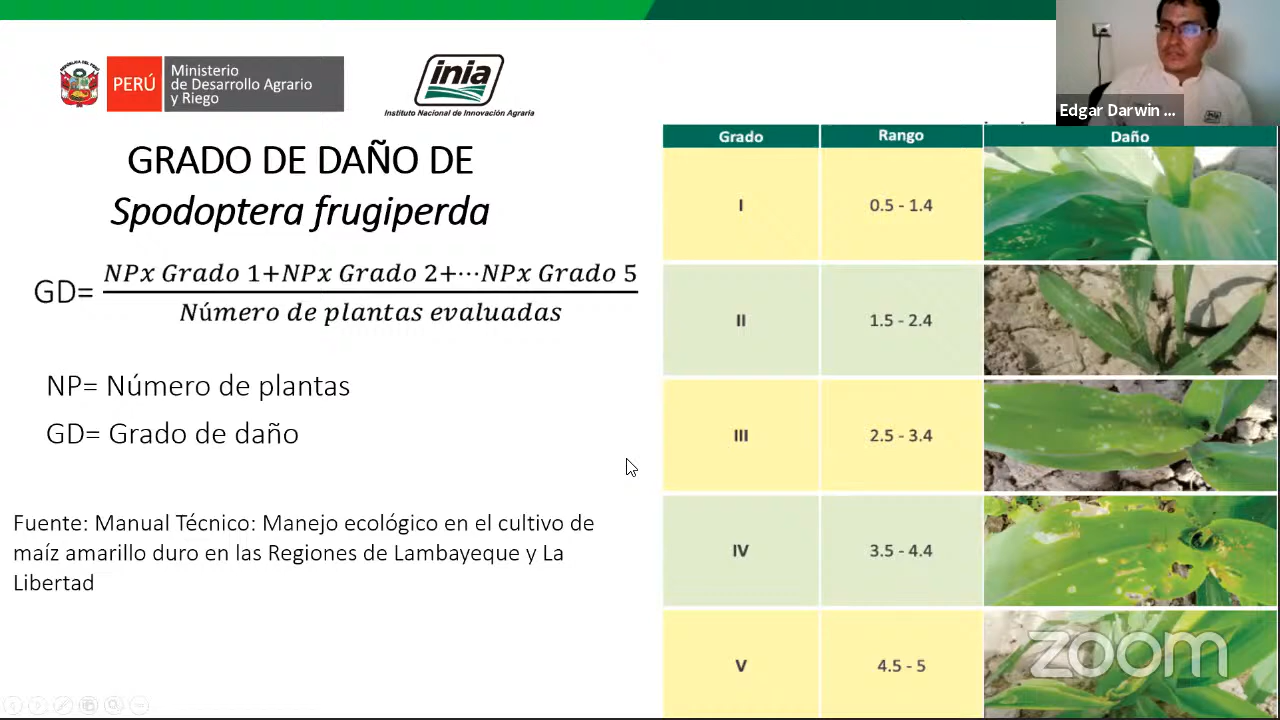 PERÚ
Ministerio
de Desarrollo Agrario
y Riego
inia
Instituto Nacional de Innovación Agraria
Edgar Darwin ...
GRADO DE DAÑO DE
Spodoptera frugiperda
GD=
NPx Grado 1+NPx Grado 2+⋯NPx Grado 5
Número de plantas evaluadas
NP= Número de plantas
GD= Grado de daño
Fuente: Manual Técnico: Manejo ecológico en el cultivo de
maíz amarillo duro en las Regiones de Lambayeque y La
Libertad
Grado Rango Daño
I 0.5 - 1.4
II 1.5 - 2.4
III 2.5 - 3.4
IV 3.5 - 4.4
V 4.5 - 5
zoom